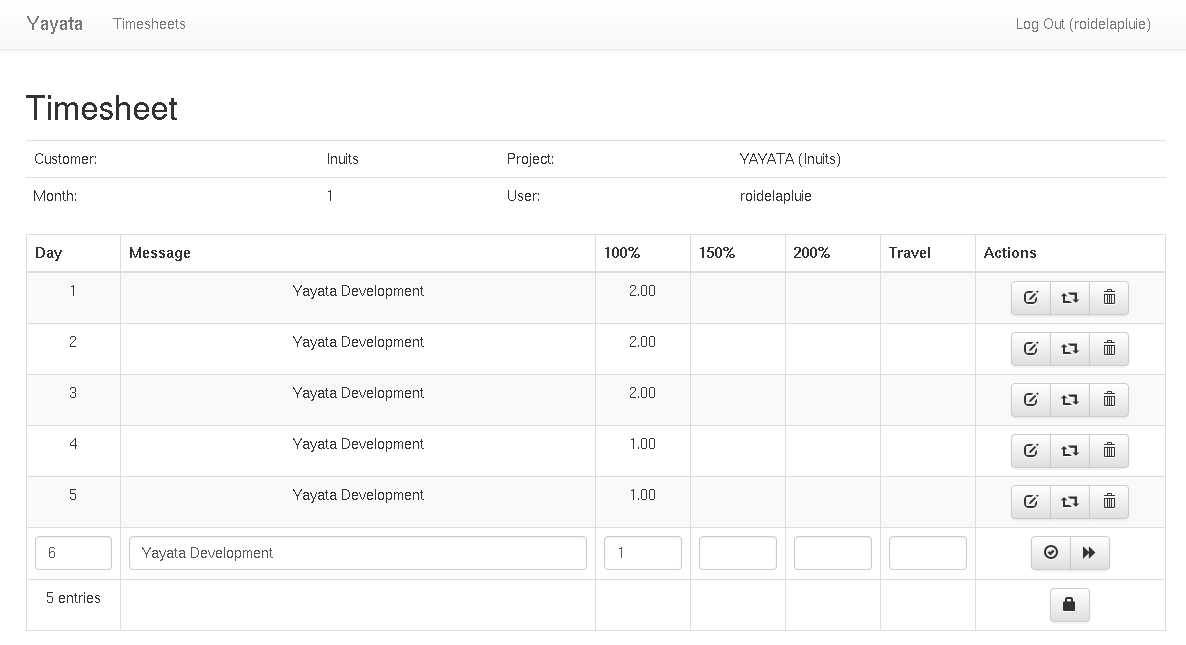 Yayata Timesheets Log Out (roidelapluie)
Timesheet
Customer: Inuits Project: YAYATA (Inuits)
Month: 1 User: roidelapluie
Day Message 100% 150% 200% Travel Actions
1 Yayata Development 2.00
2 Yayata Development 2.00
3 Yayata Development 2.00
4 Yayata Development 1.00
5 Yayata Development 1.00
6 Yayata Development 1
5 entries